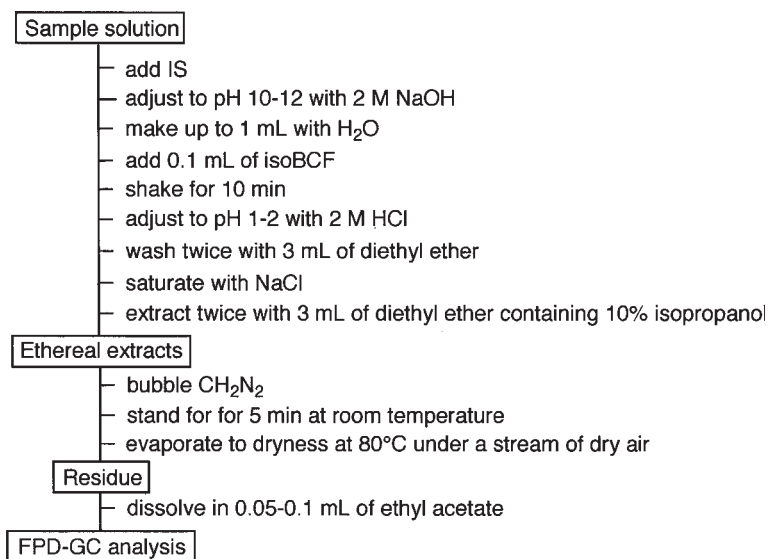 Sample solution
add IS
adjust to pH 10-12 with 2 M NaOH
make up to 1 mL with H₂O
add 0.1 mL of isoBCF
shake for 10 min
adjust to pH 1-2 with 2 M HCl
wash twice with 3 mL of diethyl ether
saturate with NaCl
extract twice with 3 mL of diethyl ether containing 10% isopropanol
Ethereal extracts
bubble CH₂N₂
stand for for 5 min at room temperature
evaporate to dryness at 80°C under a stream of dry air
Residue
dissolve in 0.05-0.1 mL of ethyl acetate
FPD-GC analysis